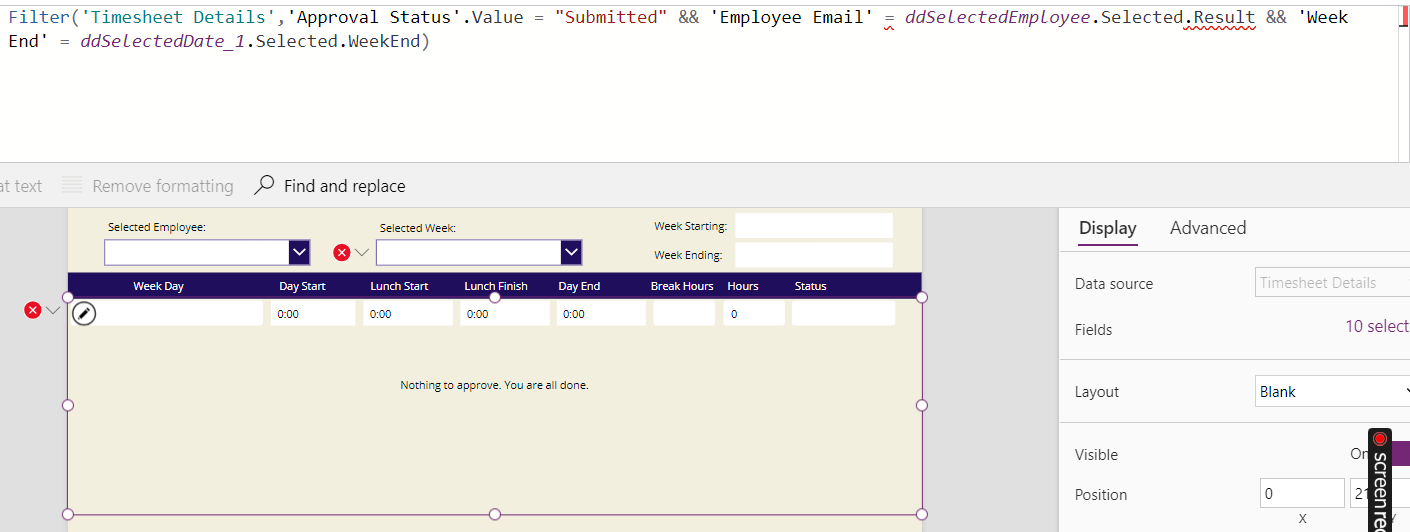 Filter('Timesheet Details','Approval Status'.Value = "Submitted" && 'Employee Email' = ddSelectedEmployee.Selected.Result && 'Week
End' = ddSelectedDate_1.Selected.WeekEnd)
at text Remove formatting Find and replace
Selected Employee: Selected Week: Week Starting:
Week Ending:
Display Advanced
Week Day Day Start Lunch Start Lunch Finish Day End Break Hours Hours Status
0:00 0:00 0:00 0:00 0
Nothing to approve. You are all done.
Data source Timesheet Details
Fields 10 select
Layout Blank
Visible On
Position 0 21
X Y
screen rec